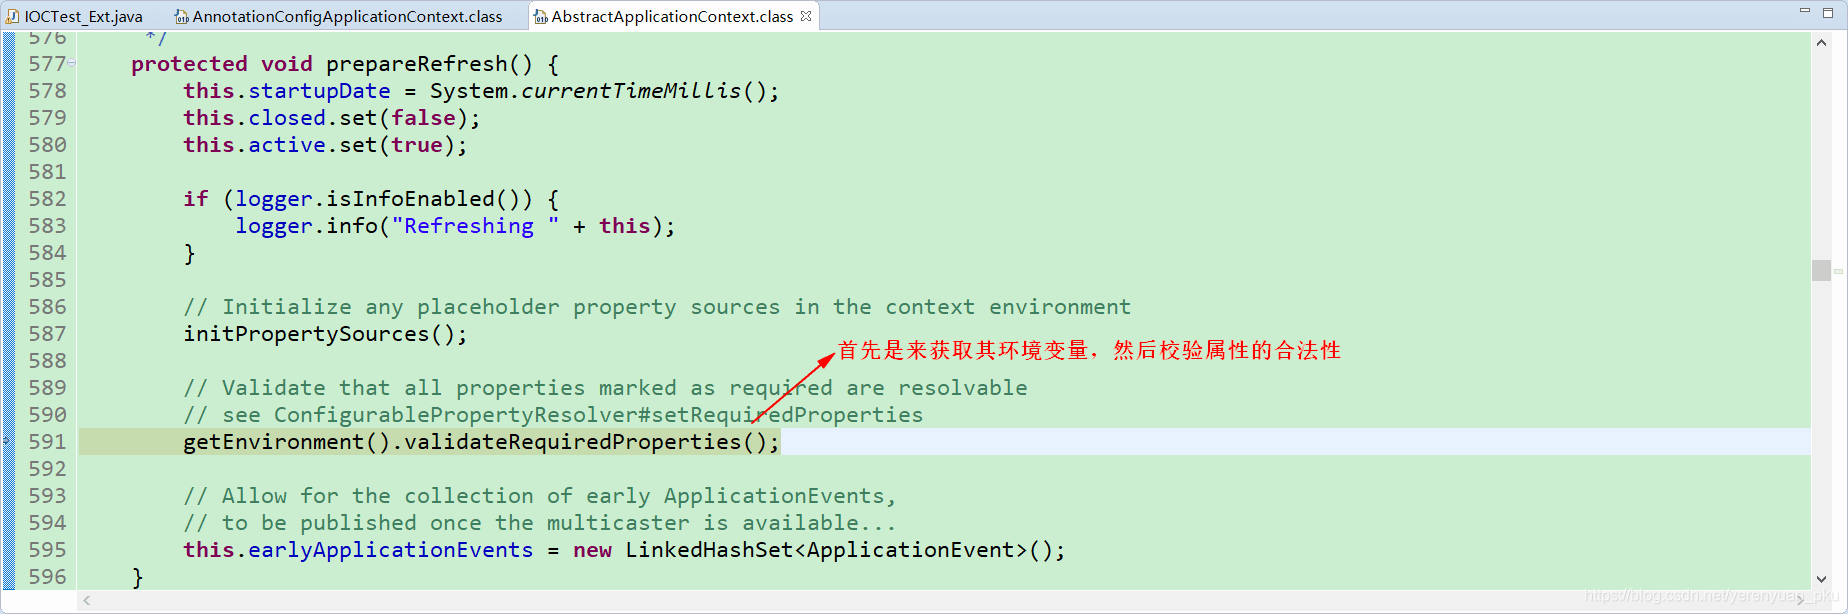 IOCTest_Ext.java AnnotationConfigApplicationContext.class AbstractApplicationContext.class
576 */
577 protected void prepareRefresh() {
578 this.startupDate = System.currentTimeMillis();
579 this.closed.set(false);
580 this.active.set(true);
581
582 if (logger.isInfoEnabled()) {
583 logger.info("Refreshing " + this);
584 }
585
586 // Initialize any placeholder property sources in the context environment
587 initPropertySources();
首先是来获取其环境变量，然后校验属性的合法性
588
589 // Validate that all properties marked as required are resolvable
590 // see ConfigurablePropertyResolver#setRequiredProperties
591 getEnvironment().validateRequiredProperties();
592
593 // Allow for the collection of early ApplicationEvents,
594 // to be published once the multicaster is available...
595 this.earlyApplicationEvents = new LinkedHashSet<ApplicationEvent>();
596 }
https://blog.csdn.net/yerenyuan_pku